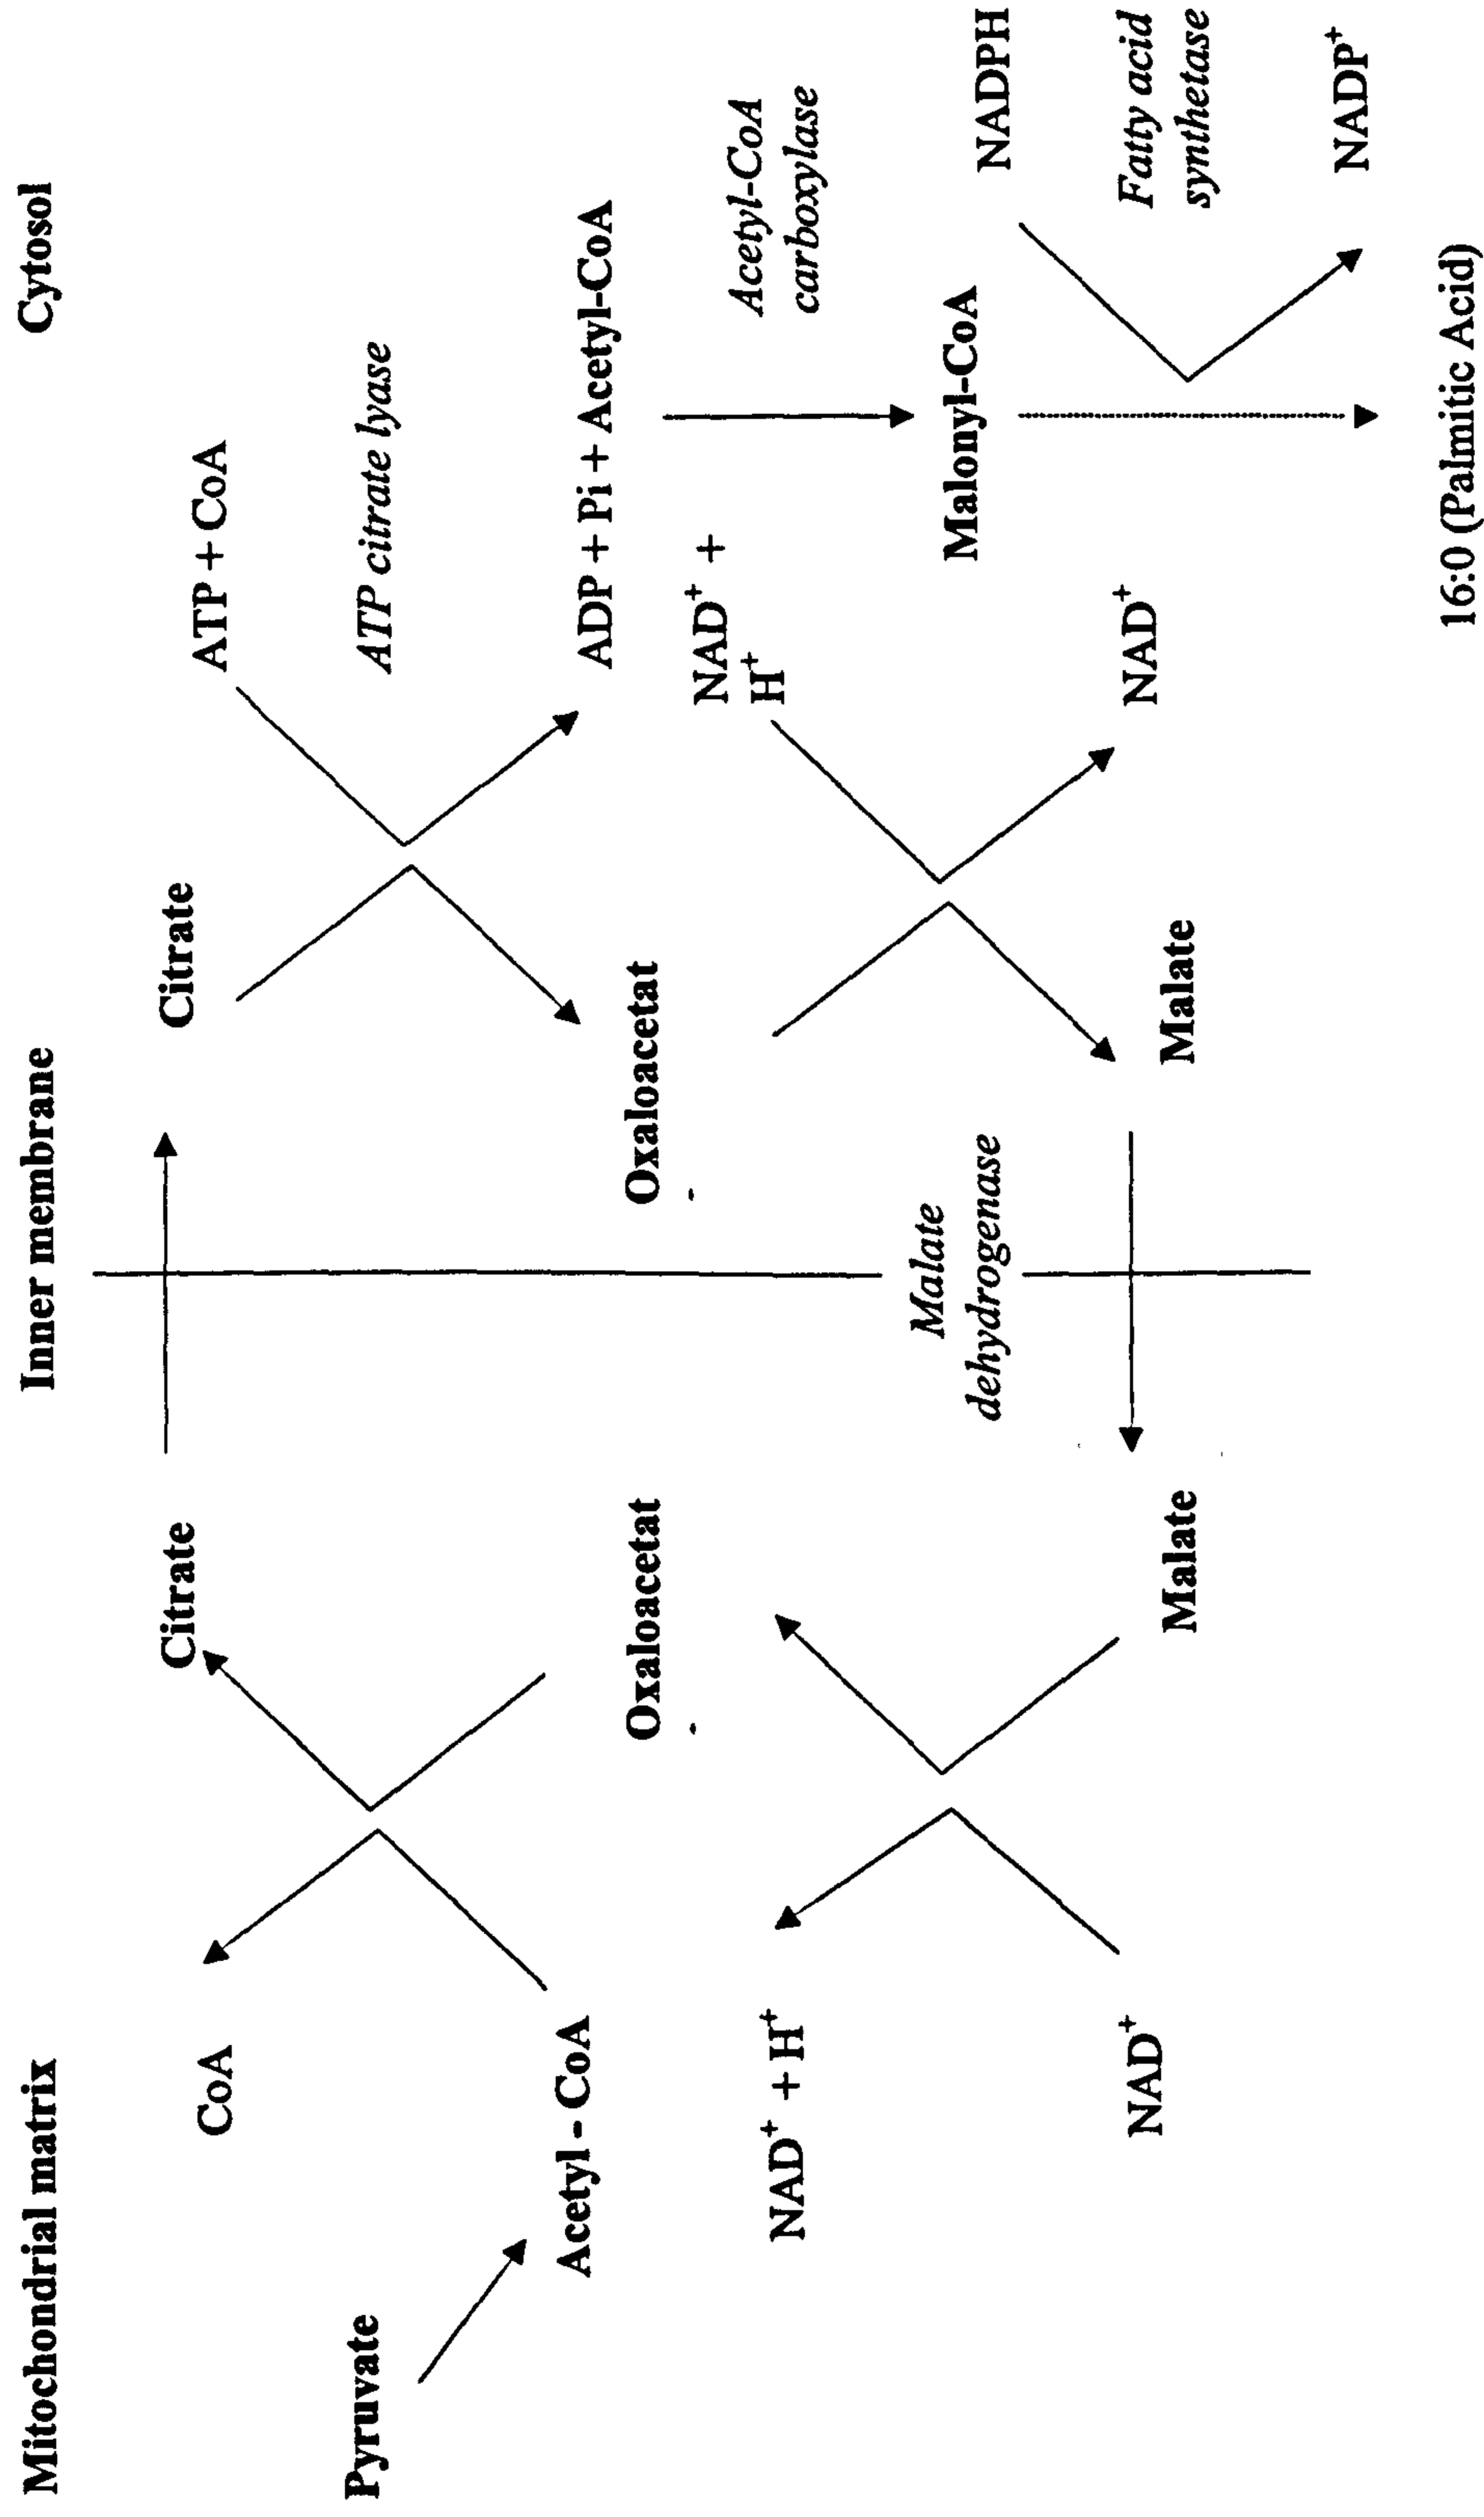 Mitochondrial matrix
Inner membrane
Cytosol
Citrate
Citrate
ATP + CoA
CoA
Pyruvate
ATP citrate lyase
Acetyl - CoA
ADP + Pi + Acetyl-CoA
Oxaloacetat
Oxaloacetat
NAD⁺ + H⁺
NAD⁺ +
H⁺
Acetyl-CoA
carboxylase
Malate
dehydrogenase
Malonyl-CoA
NADPH
NAD⁺
Malate
Malate
NAD⁺
Fatty acid
synthetase
NADP⁺
16:0 (Palmitic Acid)